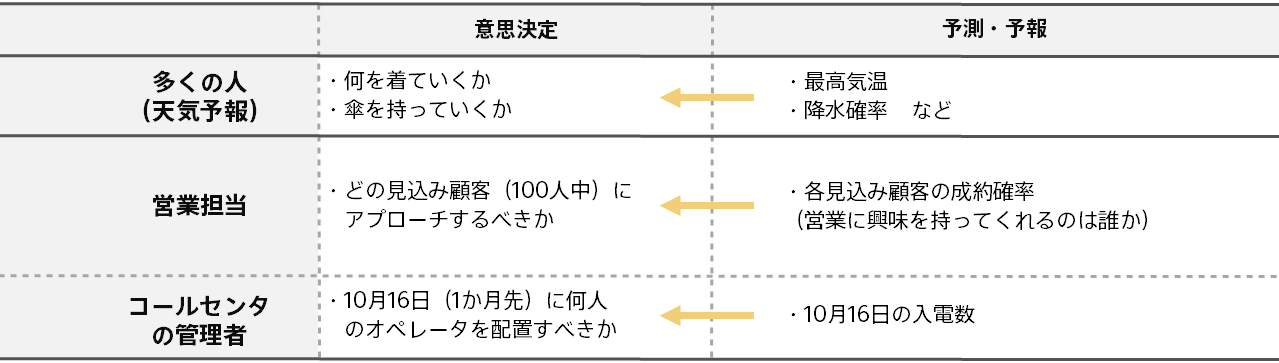 意思決定
予測・予報
多くの人
(天気予報)
・何を着ていくか
・傘を持っていくか
・最高気温
・降水確率 など
営業担当
・どの見込み顧客（100人中）に
アプローチするべきか
・各見込み顧客の成約確率
（営業に興味を持ってくれるのは誰か）
コールセンタ
の管理者
・10月16日（1か月先）に何人
のオペレータを配置すべきか
・10月16日の入電数